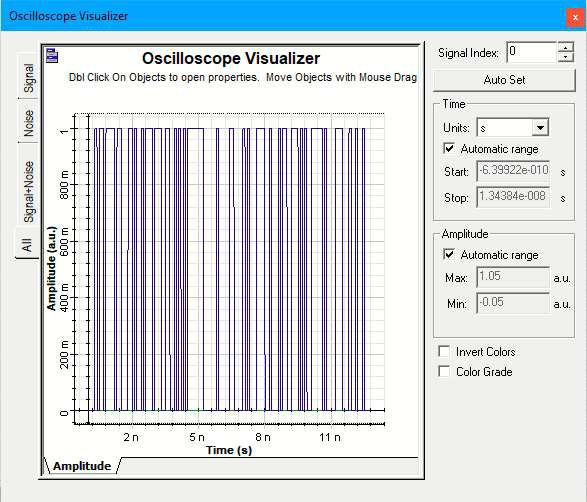 Oscilloscope Visualizer
x
Oscilloscope Visualizer
Dbl Click On Objects to open properties. Move Objects with Mouse Drag
Signal
Noise
Signal+Noise
All
Amplitude (a.u.)
1
800 m
600 m
400 m
200 m
0
2 n 5 n 8 n 11 n
Time (s)
Amplitude
Signal Index: 0
Auto Set
Time
Units: s
Automatic range
Start: -6.39922e-010 s
Stop: 1.34384e-008 s
Amplitude
Automatic range
Max: 1.05 a.u.
Min: -0.05 a.u.
Invert Colors
Color Grade